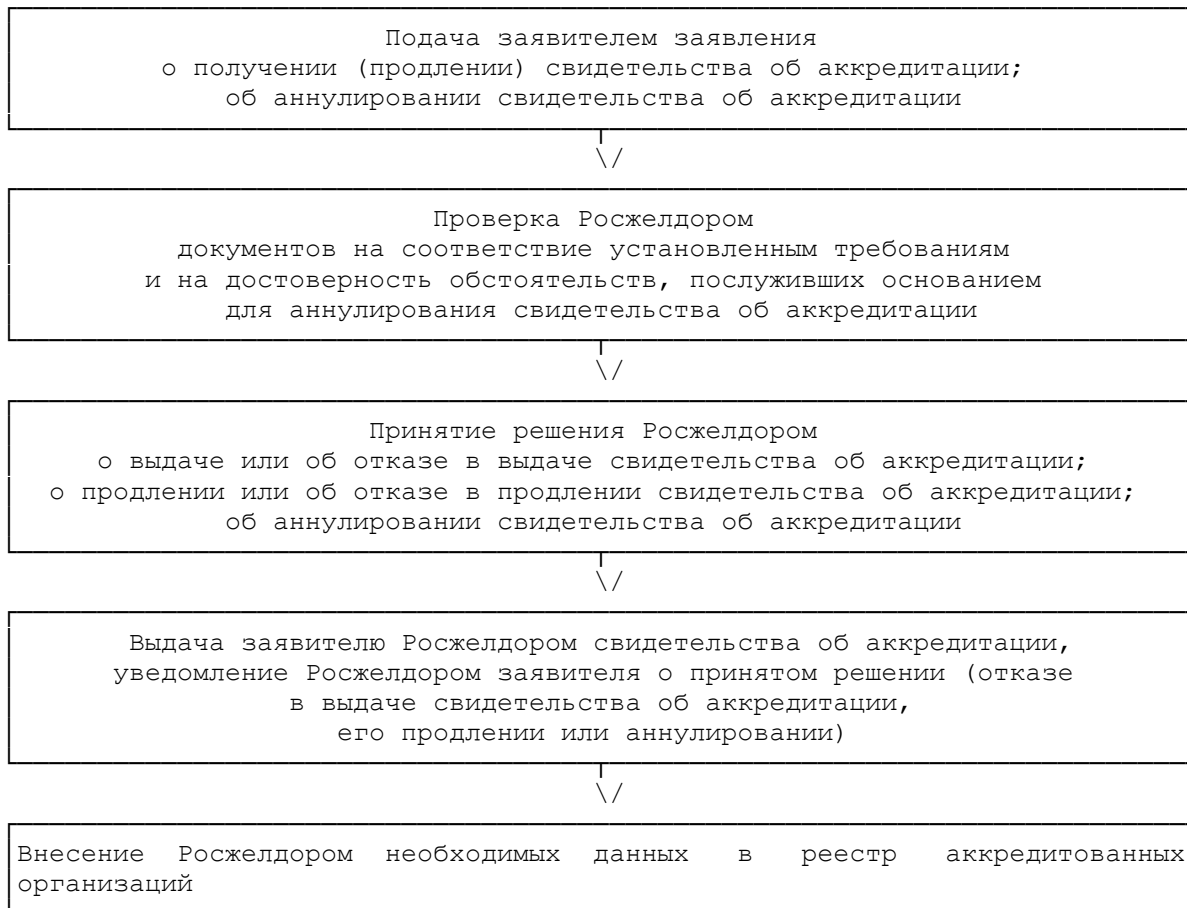 Подача заявителем заявления
о получении (продлении) свидетельства об аккредитации;
об аннулировании свидетельства об аккредитации
\/
Проверка Росжелдором
документов на соответствие установленным требованиям
и на достоверность обстоятельств, послуживших основанием
для аннулирования свидетельства об аккредитации
\/
Принятие решения Росжелдором
о выдаче или об отказе в выдаче свидетельства об аккредитации;
о продлении или об отказе в продлении свидетельства об аккредитации;
об аннулировании свидетельства об аккредитации
\/
Выдача заявителю Росжелдором свидетельства об аккредитации,
уведомление Росжелдором заявителя о принятом решении (отказе
в выдаче свидетельства об аккредитации,
его продлении или аннулировании)
\/
Внесение Росжелдором необходимых данных в реестр аккредитованных
организаций